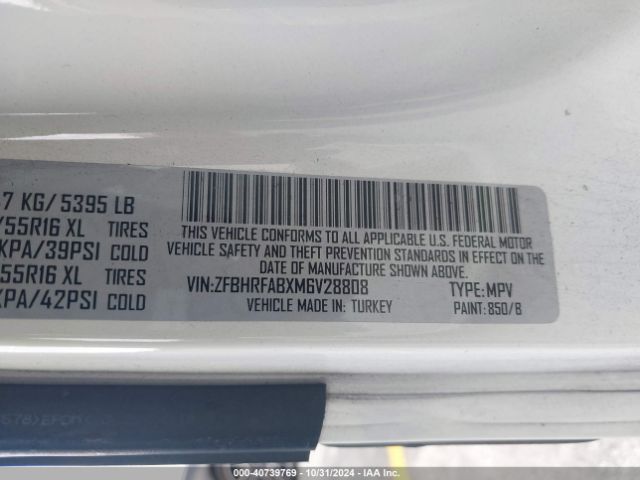 7 KG/ 5395 LB
/55R16 XL TIRES
KPA/39PSI COLD
55R16 XL TIRES
KPA/42PSI COLD
THIS VEHICLE CONFORMS TO ALL APPLICABLE U.S. FEDERAL MOTOR
VEHICLE SAFETY AND THEFT PREVENTION STANDARDS IN EFFECT ON THE
DATE OF MANUFACTURE SHOWN ABOVE.
VIN:ZFBHRFABXM6V28808 TYPE:MPV
VEHICLE MADE IN: TURKEY PAINT: 850/B
000-40739769 • 10/31/2024 • IAA Inc.